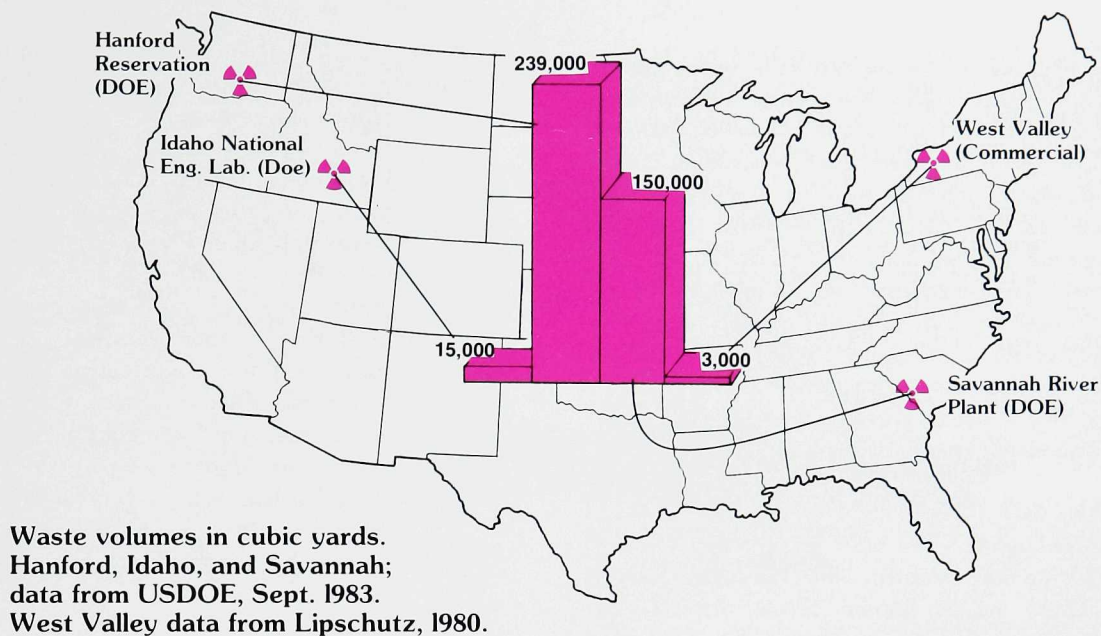 Hanford
Reservation
(DOE)
239,000
Idaho National
Eng. Lab. (Doe)
West Valley
(Commercial)
150,000
15,000
3,000
Savannah River
Plant (DOE)
Waste volumes in cubic yards.
Hanford, Idaho, and Savannah;
data from USDOE, Sept. 1983.
West Valley data from Lipschutz, 1980.